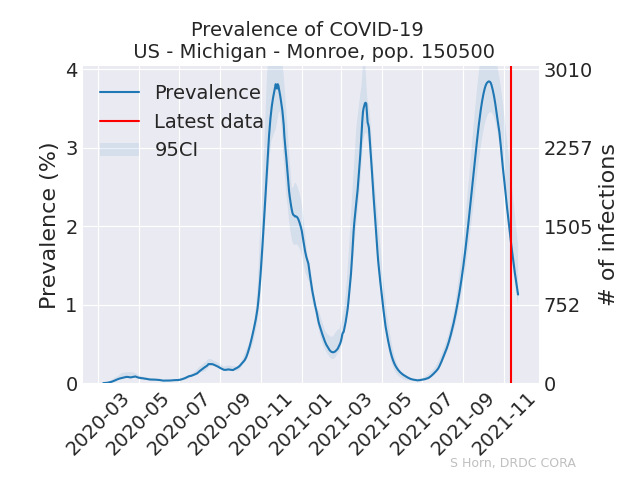 Prevalence of COVID-19
US - Michigan - Monroe, pop. 150500
Prevalence (%)
4
3
2
1
0
Prevalence
Latest data
95CI
3010
2257
1505
752
0
# of infections
2020-03
2020-05
2020-07
2020-09
2020-11
2021-01
2021-03
2021-05
2021-07
2021-09
2021-11
S Horn, DRDC CORA